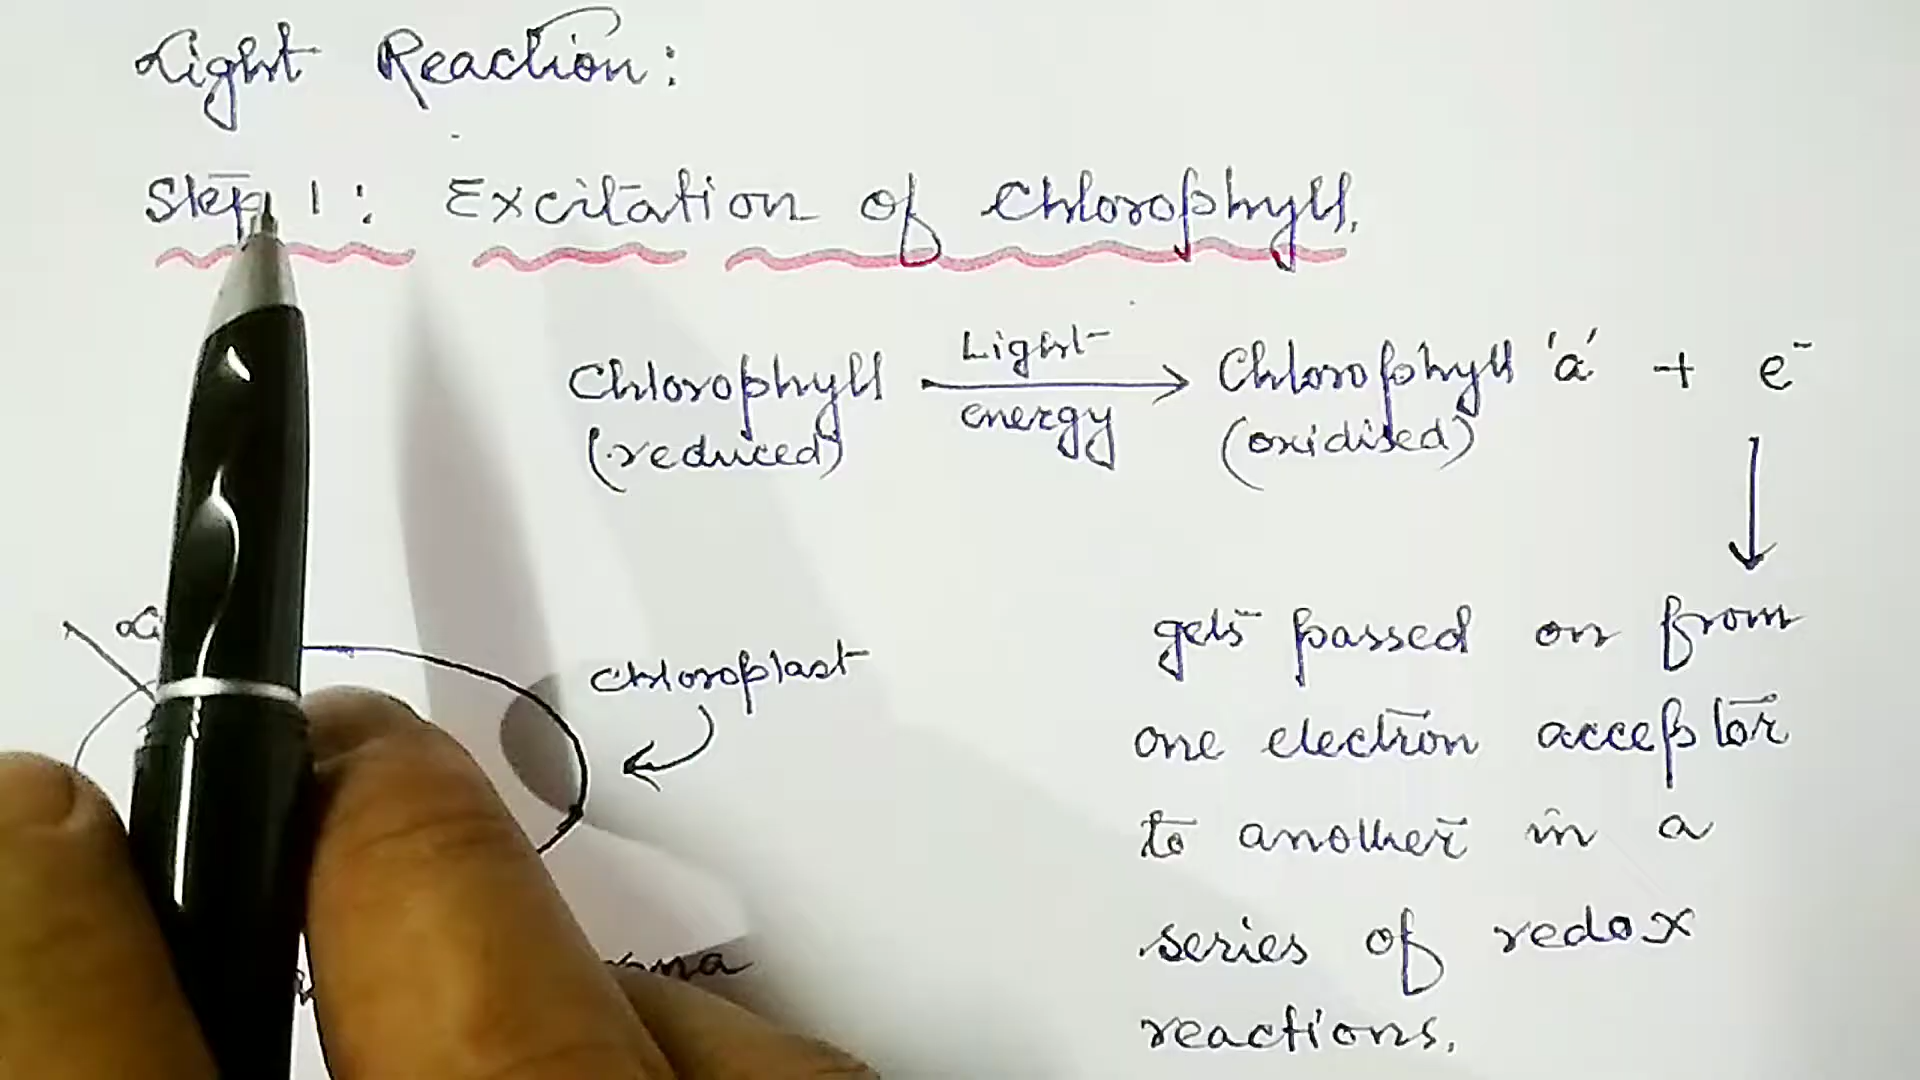 Light Reaction:
Step 1: Excitation of Chlorophyll.
Light
Chlorophyll → Chlorophyll 'a' + e⁻
energy
(reduced) (oxidised)
↓
gets passed on from
Chloroplast
one electron acceptor
to another in a
series of redox
reactions.